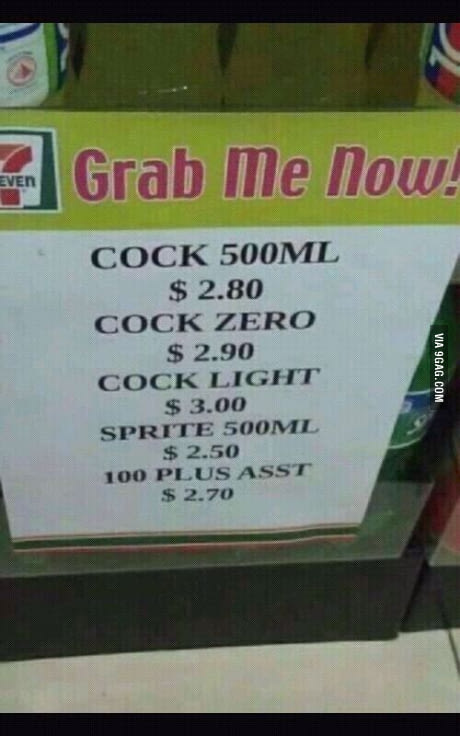 EVEn
Grab Me Now!
COCK 500ML
$ 2.80
COCK ZERO
$ 2.90
COCK LIGHT
$ 3.00
SPRITE 500ML
$ 2.50
100 PLUS ASST
$ 2.70
VIA 9GAG.COM